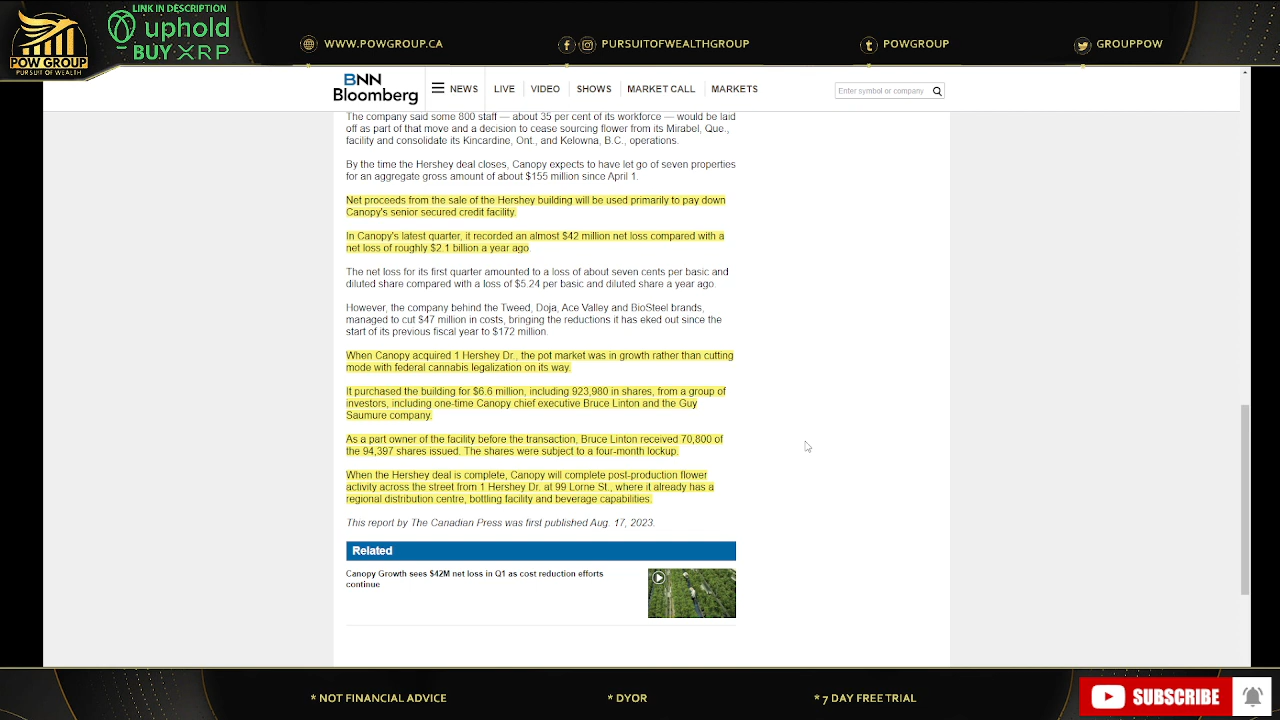 LINK IN DESCRIPTION
uphold
BUY XRP
POW GROUP
PURSUIT OF WEALTH
WWW.POWGROUP.CA
PURSUITOFWEALTHGROUP
POWGROUP
GROUPPOW
BNN
Bloomberg
NEWS
LIVE
VIDEO
SHOWS
MARKET CALL
MARKETS
Enter symbol or company
The company said some 800 staff — about 35 per cent of its workforce — would be laid
off as part of that move and a decision to cease sourcing flower from its Mirabel, Que.,
facility and consolidate its Kincardine, Ont., and Kelowna, B.C., operations.
By the time the Hershey deal closes, Canopy expects to have let go of seven properties
for an aggregate gross amount of about $155 million since April 1.
Net proceeds from the sale of the Hershey building will be used primarily to pay down
Canopy's senior secured credit facility.
In Canopy's latest quarter, it recorded an almost $42 million net loss compared with a
net loss of roughly $2.1 billion a year ago
The net loss for its first quarter amounted to a loss of about seven cents per basic and
diluted share compared with a loss of $5.24 per basic and diluted share a year ago.
However, the company behind the Tweed, Doja, Ace Valley and BioSteel brands,
managed to cut $47 million in costs, bringing the reductions it has eked out since the
start of its previous fiscal year to $172 million.
When Canopy acquired 1 Hershey Dr., the pot market was in growth rather than cutting
mode with federal cannabis legalization on its way.
It purchased the building for $6.6 million, including 923,980 in shares, from a group of
investors, including one-time Canopy chief executive Bruce Linton and the Guy
Saumure company.
As a part owner of the facility before the transaction, Bruce Linton received 70,800 of
the 94,397 shares issued. The shares were subject to a four-month lockup.
When the Hershey deal is complete, Canopy will complete post-production flower
activity across the street from 1 Hershey Dr. at 99 Lorne St., where it already has a
regional distribution centre, bottling facility and beverage capabilities.
This report by The Canadian Press was first published Aug. 17, 2023.
Related
Canopy Growth sees $42M net loss in Q1 as cost reduction efforts
continue
* NOT FINANCIAL ADVICE
* DYOR
* 7 DAY FREE TRIAL
SUBSCRIBE